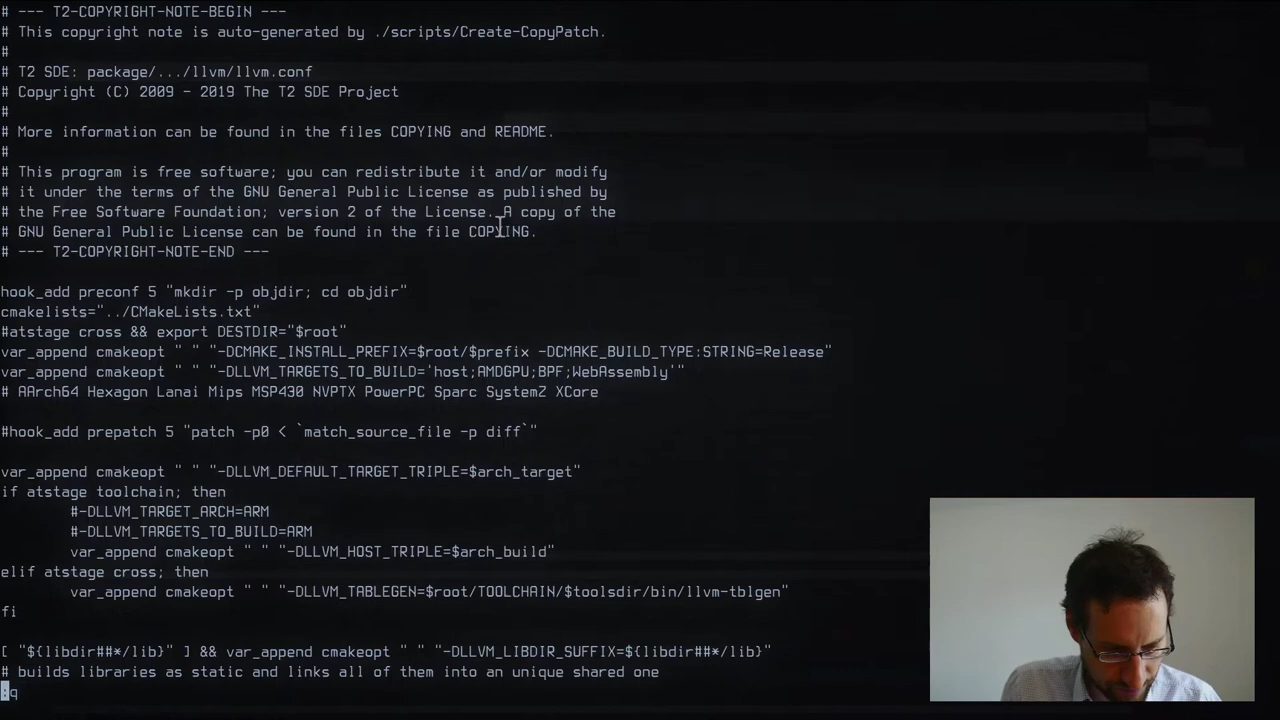 # --- T2-COPYRIGHT-NOTE-BEGIN ---
# This copyright note is auto-generated by ./scripts/Create-CopyPatch.
#
# T2 SDE: package/.../llvm/llvm.conf
# Copyright (C) 2009 - 2019 The T2 SDE Project
#
# More information can be found in the files COPYING and README.
#
# This program is free software; you can redistribute it and/or modify
# it under the terms of the GNU General Public License as published by
# the Free Software Foundation; version 2 of the License. A copy of the
# GNU General Public License can be found in the file COPYING.
# --- T2-COPYRIGHT-NOTE-END ---
hook_add preconf 5 "mkdir -p objdir; cd objdir"
cmakelists="../CMakeLists.txt"
#atstage cross && export DESTDIR="$root"
var_append cmakeopt " " "-DCMAKE_INSTALL_PREFIX=$root/$prefix -DCMAKE_BUILD_TYPE:STRING=Release"
var_append cmakeopt " " "-DLLVM_TARGETS_TO_BUILD='host;AMDGPU;BPF;WebAssembly'"
# AArch64 Hexagon Lanai Mips MSP430 NVPTX PowerPC Sparc SystemZ XCore
#hook_add prepatch 5 "patch -p0 < `match_source_file -p diff`"
var_append cmakeopt " " "-DLLVM_DEFAULT_TARGET_TRIPLE=$arch_target"
if atstage toolchain; then
#-DLLVM_TARGET_ARCH=ARM
#-DLLVM_TARGETS_TO_BUILD=ARM
var_append cmakeopt " " "-DLLVM_HOST_TRIPLE=$arch_build"
elif atstage cross; then
var_append cmakeopt " " "-DLLVM_TABLEGEN=$root/TOOLCHAIN/$toolsdir/bin/llvm-tblgen"
fi
[ "${libdir##*/lib}" ] && var_append cmakeopt " " "-DLLVM_LIBDIR_SUFFIX=${libdir##*/lib}"
# builds libraries as static and links all of them into an unique shared one
:q